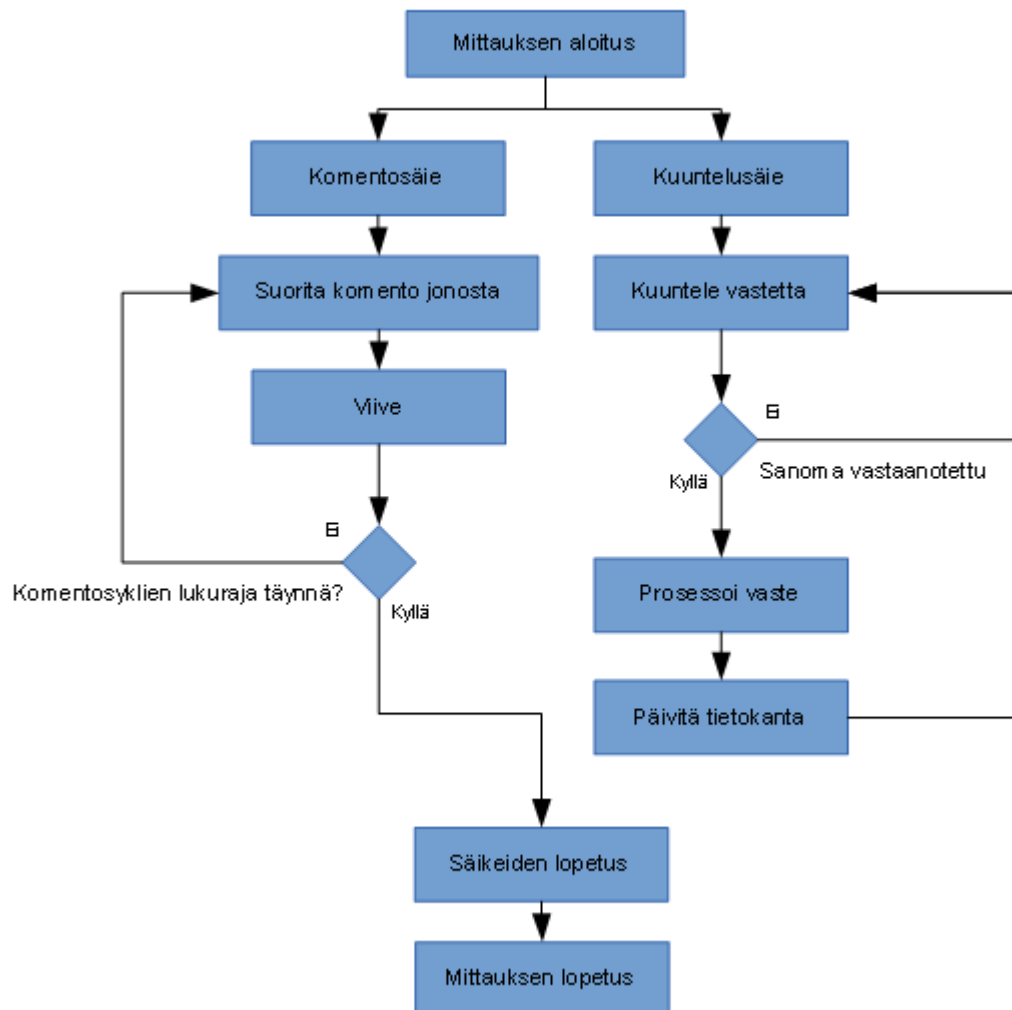 Mittauksen aloitus
Komentosäie
Kuuntelusäie
Suorita komento jonosta
Kuuntele vastetta
Viive
Ei
Sanoma vastaanotettu
Kyllä
Ei
Komentosyklien lukuraja täynnä?
Kyllä
Prosessoi vaste
Päivitä tietokanta
Säikeiden lopetus
Mittauksen lopetus